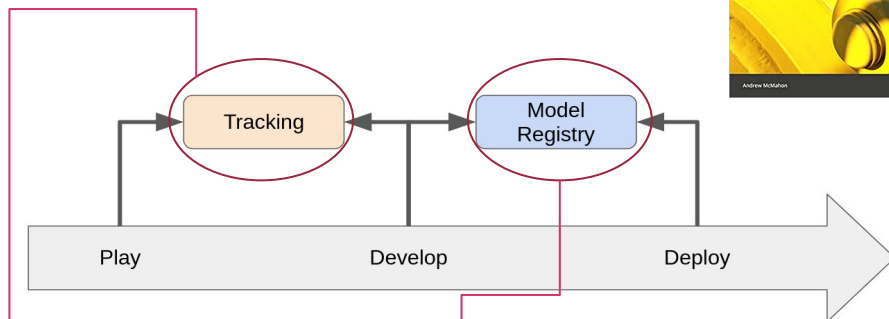 Andrew McMahon
Tracking
Model
Registry
Play
Develop
Deploy